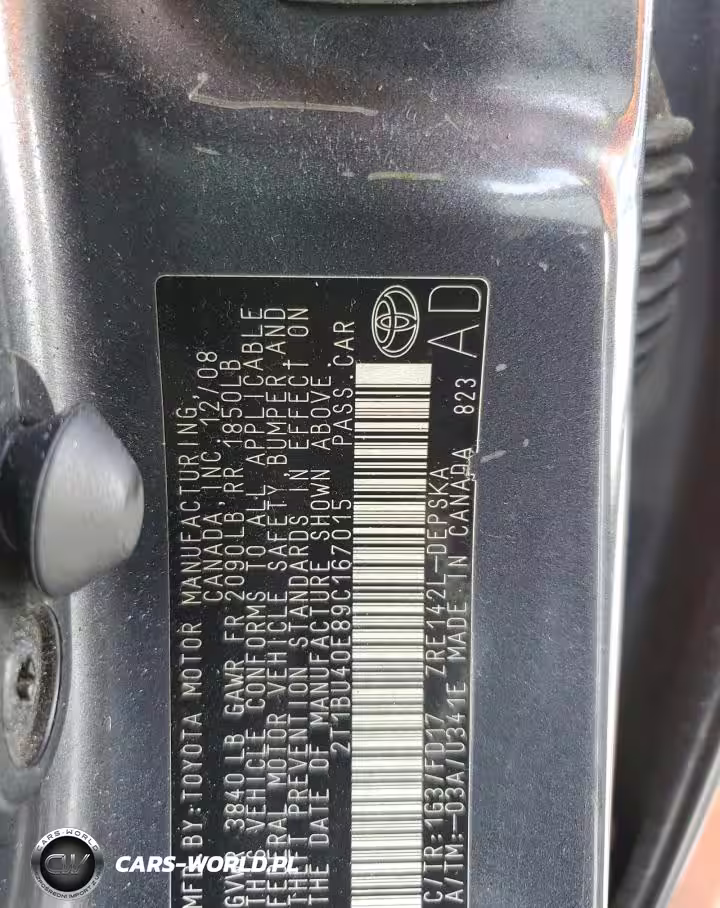 MFD BY: TOYOTA MOTOR MANUFACTURING,
CANADA, INC. 12/08
GVWR 3840LB GAWR FR 2090LB RR 1850LB
THIS VEHICLE CONFORMS TO ALL APPLICABLE
FEDERAL MOTOR VEHICLE SAFETY, BUMPER AND
THEFT PREVENTION STANDARDS IN EFFECT ON
THE DATE OF MANUFACTURE SHOWN ABOVE.
2T1BU40E89C167015 PASS.CAR
C/TR: 1G3/FD17 ZRE142L-DEPSKA
A/TM: -03A/U341E MADE IN CANADA 823
AD
CARS-WORLD
CW
CARS-WORLD.PL